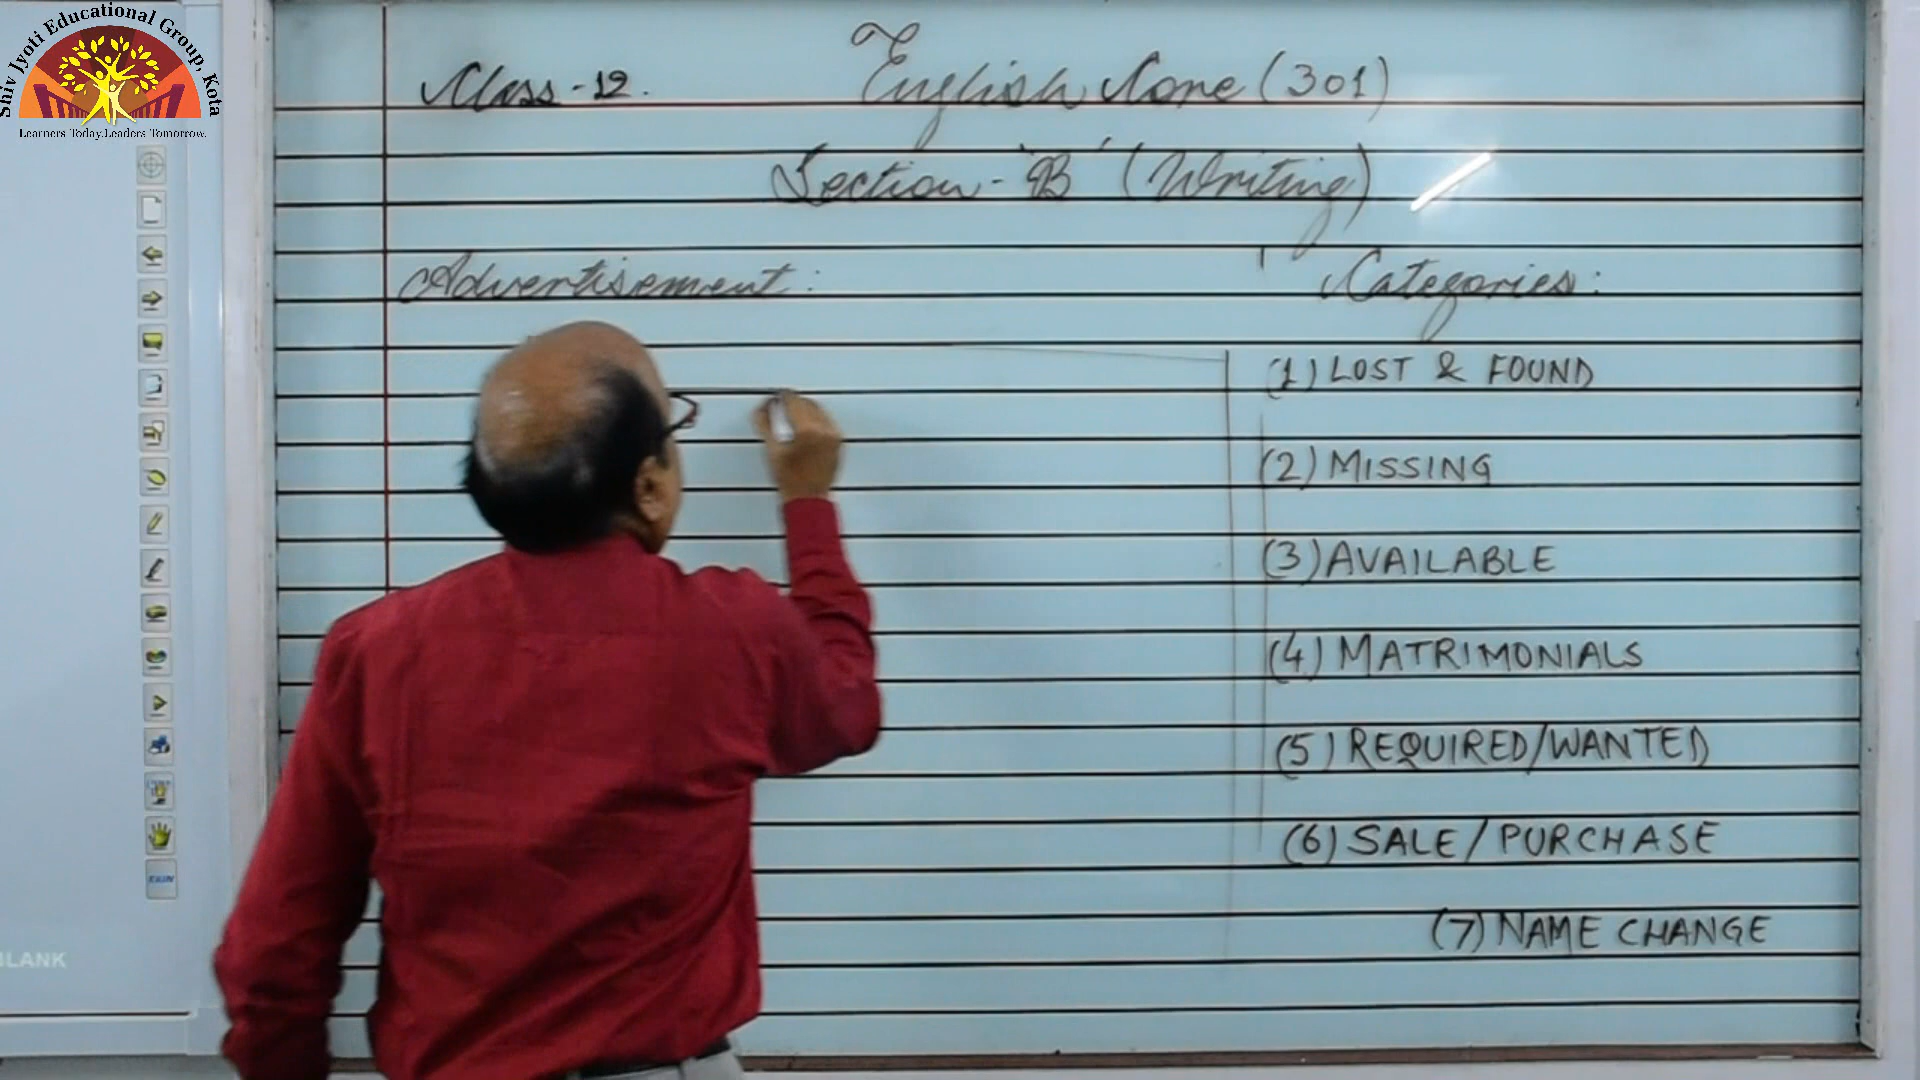 Shiv Jyoti Educational Group, Kota
Learners Today.Leaders Tomorrow.
Class-12.
English Core (301)
Section-'B' (Writing)
Advertisement:
Categories:
(1) LOST & FOUND
(2) MISSING
(3) AVAILABLE
(4) MATRIMONIALS
(5) REQUIRED/WANTED
(6) SALE/PURCHASE
(7) NAME CHANGE